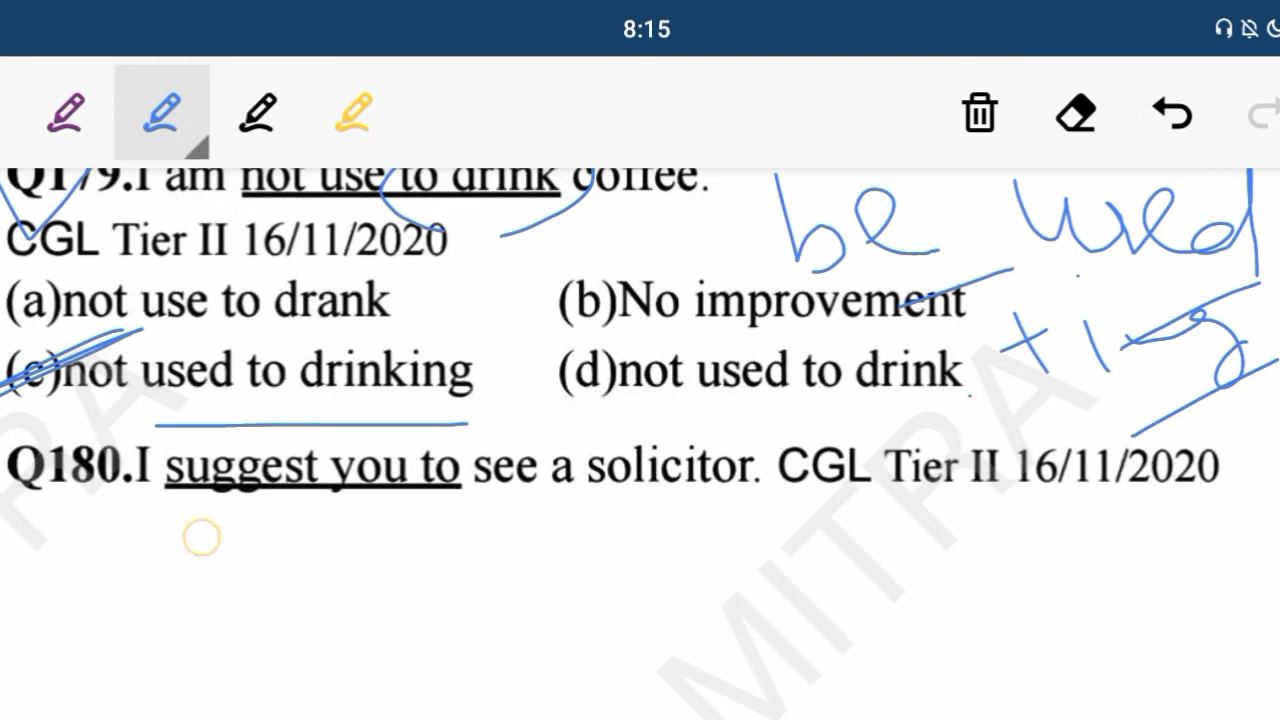 8:15
Q179.I am not use to drink coffee.
be used
CGL Tier II 16/11/2020
(a)not use to drank (b)No improvement
+ ing
(c)not used to drinking (d)not used to drink
Q180.I suggest you to see a solicitor. CGL Tier II 16/11/2020
MITRA